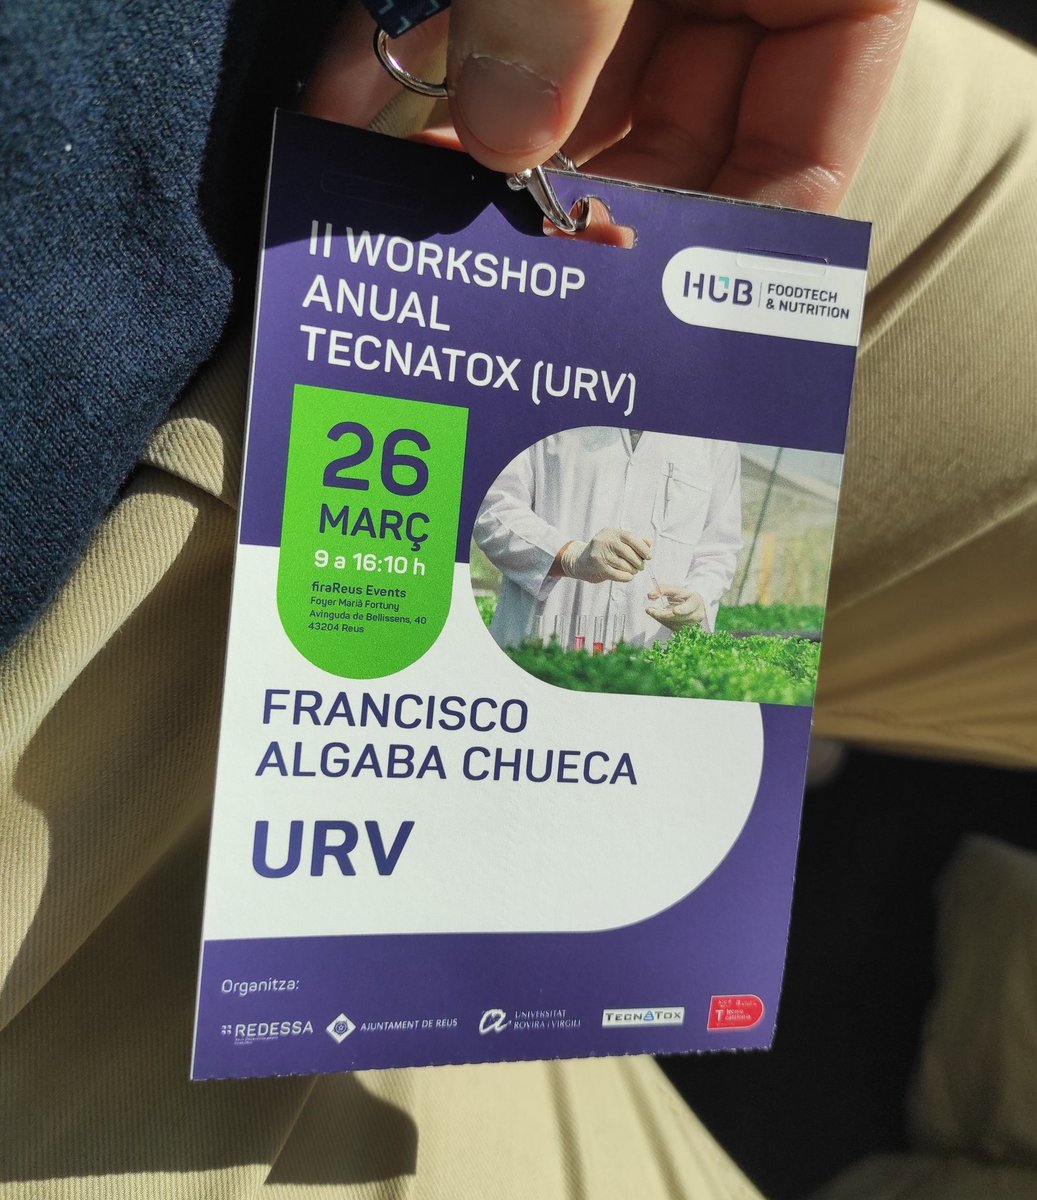 II WORKSHOP
ANUAL
TECNATOX (URV)
HUB FOODTECH
& NUTRITION
26
MARÇ
9 a 16:10 h
firaReus Events
Foyer Marià Fortuny
Avinguda de Bellissens, 40
43204 Reus
FRANCISCO
ALGABA CHUECA
URV
Organitza:
REDESSA
AJUNTAMENT DE REUS
UNIVERSITAT
ROVIRA i VIRGILI
TECNATOX